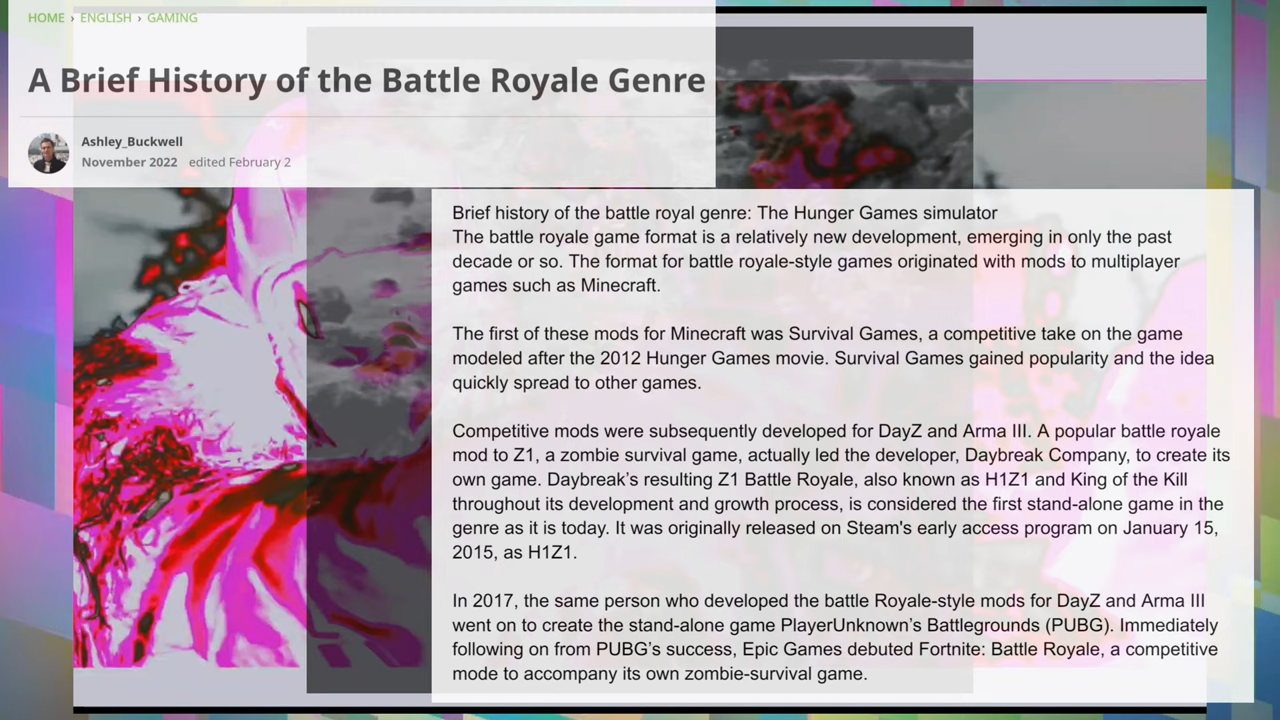 HOME › ENGLISH › GAMING
A Brief History of the Battle Royale Genre
Ashley_Buckwell
November 2022 edited February 2
Brief history of the battle royal genre: The Hunger Games simulator
The battle royale game format is a relatively new development, emerging in only the past
decade or so. The format for battle royale-style games originated with mods to multiplayer
games such as Minecraft.
The first of these mods for Minecraft was Survival Games, a competitive take on the game
modeled after the 2012 Hunger Games movie. Survival Games gained popularity and the idea
quickly spread to other games.
Competitive mods were subsequently developed for DayZ and Arma III. A popular battle royale
mod to Z1, a zombie survival game, actually led the developer, Daybreak Company, to create its
own game. Daybreak’s resulting Z1 Battle Royale, also known as H1Z1 and King of the Kill
throughout its development and growth process, is considered the first stand-alone game in the
genre as it is today. It was originally released on Steam's early access program on January 15,
2015, as H1Z1.
In 2017, the same person who developed the battle Royale-style mods for DayZ and Arma III
went on to create the stand-alone game PlayerUnknown’s Battlegrounds (PUBG). Immediately
following on from PUBG’s success, Epic Games debuted Fortnite: Battle Royale, a competitive
mode to accompany its own zombie-survival game.